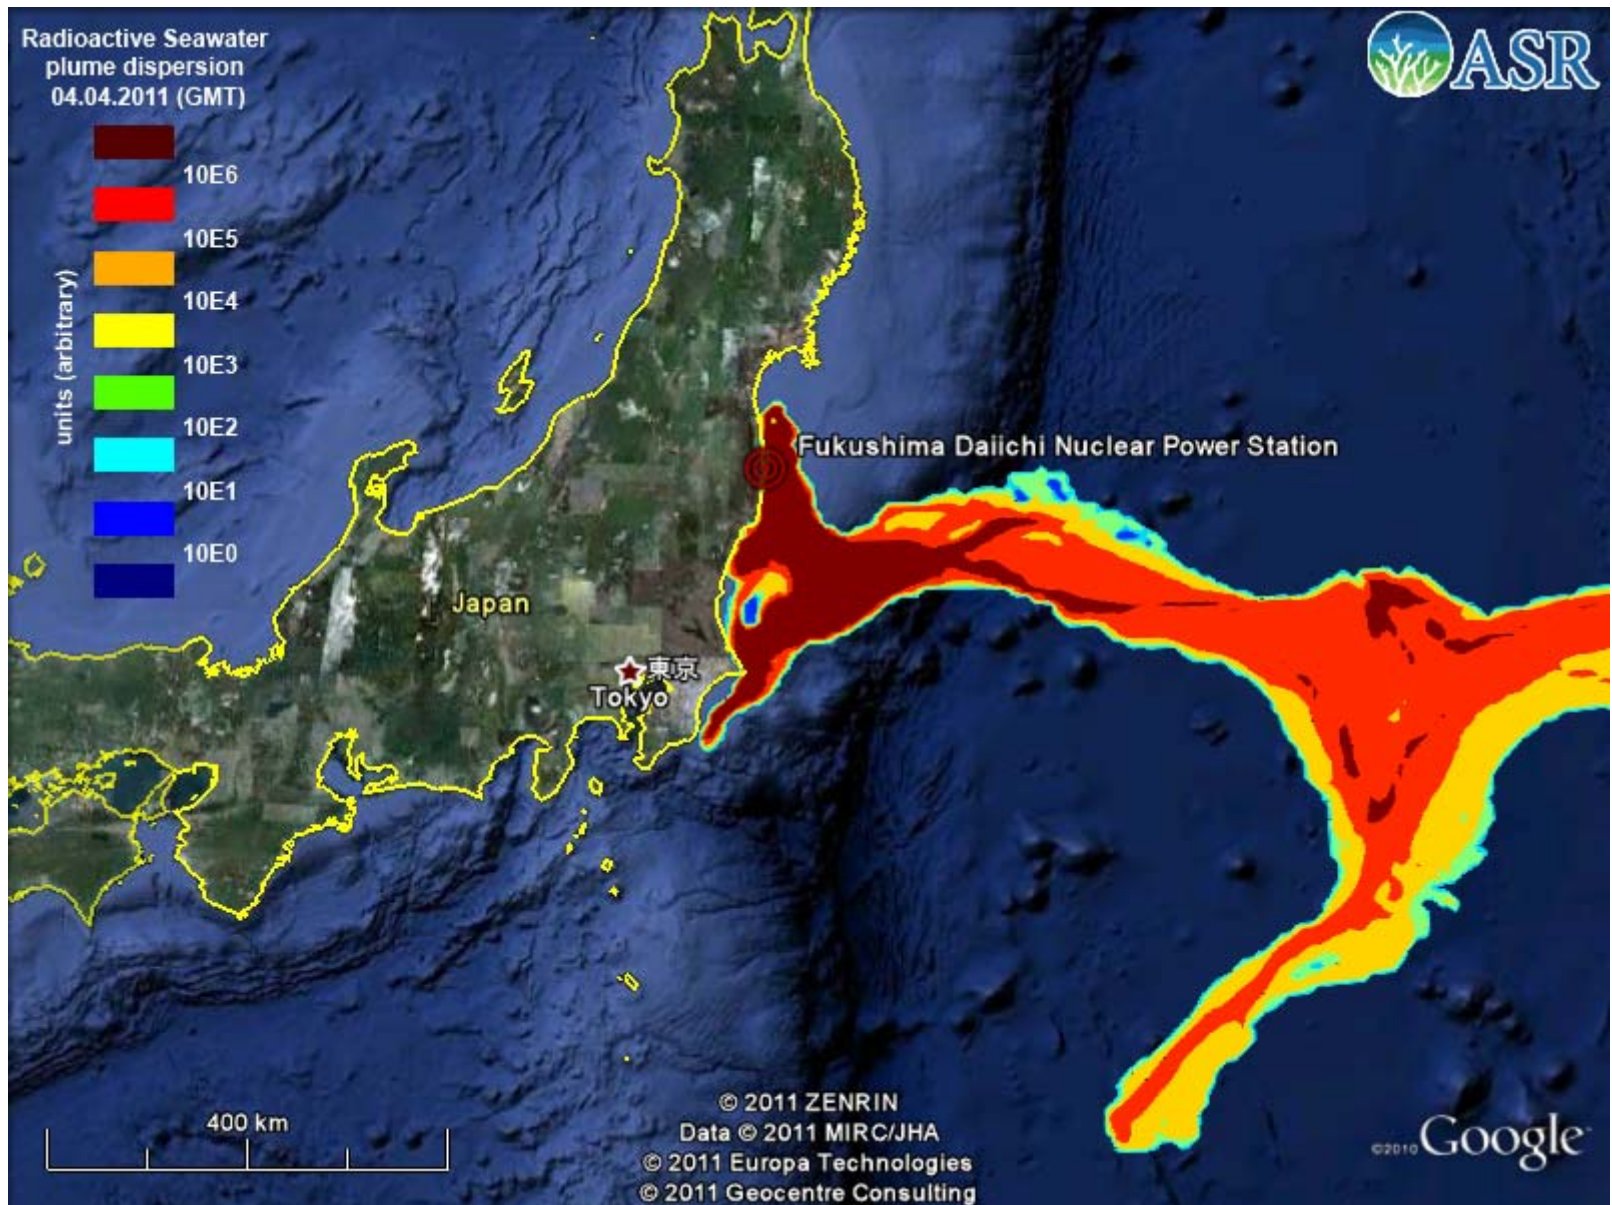 Radioactive Seawater
plume dispersion
04.04.2011 (GMT)
10E6
10E5
10E4
10E3
10E2
10E1
10E0
units (arbitrary)
ASR
Fukushima Daiichi Nuclear Power Station
Japan
東京
Tokyo
400 km
© 2011 ZENRIN
Data © 2011 MIRC/JHA
© 2011 Europa Technologies
© 2011 Geocentre Consulting
©2010 Google